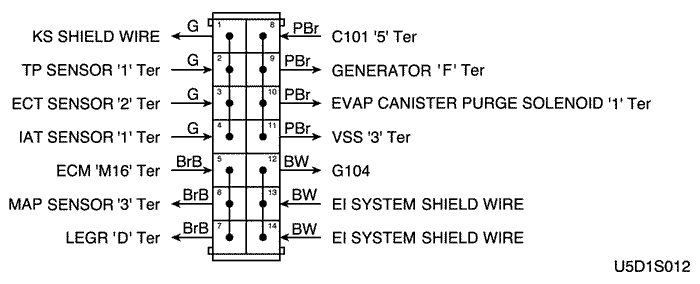 KS SHIELD WIRE G 1 8 PBr C101 '5' Ter
TP SENSOR '1' Ter G 2 9 PBr GENERATOR 'F' Ter
ECT SENSOR '2' Ter G 3 10 PBr EVAP CANISTER PURGE SOLENOID '1' Ter
IAT SENSOR '1' Ter G 4 11 PBr VSS '3' Ter
ECM 'M16' Ter BrB 5 12 BW G104
MAP SENSOR '3' Ter BrB 6 13 BW EI SYSTEM SHIELD WIRE
LEGR 'D' Ter BrB 7 14 BW EI SYSTEM SHIELD WIRE
U5D1S012